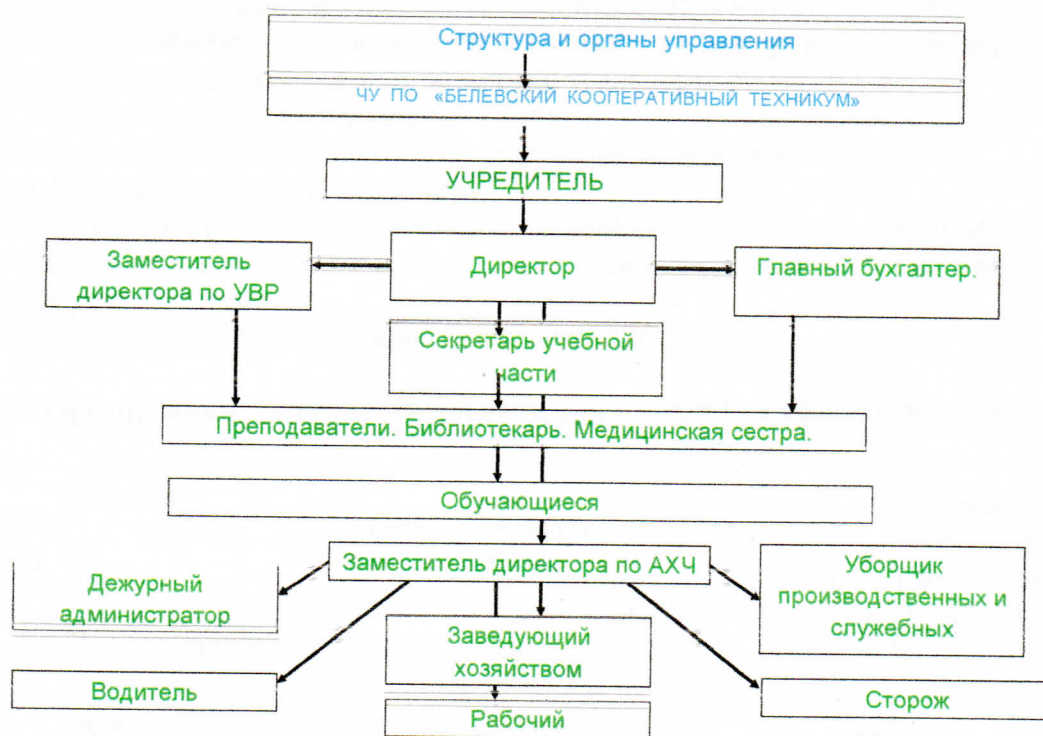 Структура и органы управления
ЧУ ПО «БЕЛЕВСКИЙ КООПЕРАТИВНЫЙ ТЕХНИКУМ»
УЧРЕДИТЕЛЬ
Заместитель
директора по УВР
Директор
Главный бухгалтер.
Секретарь учебной
части
Преподаватели. Библиотекарь. Медицинская сестра.
Обучающиеся
Заместитель директора по АХЧ
Дежурный
администратор
Уборщик
производственных и
служебных
Заведующий
хозяйством
Водитель
Сторож
Рабочий